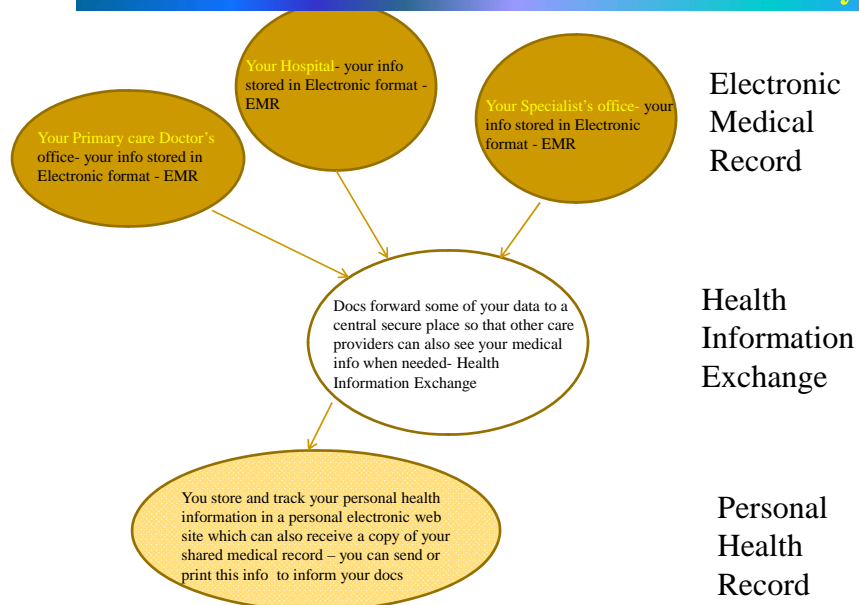 Your Hospital- your info
stored in Electronic format -
EMR
Your Specialist's office- your
info stored in Electronic
format - EMR
Your Primary care Doctor's
office- your info stored in
Electronic format - EMR
Electronic
Medical
Record
Docs forward some of your data to a
central secure place so that other care
providers can also see your medical
info when needed- Health
Information Exchange
Health
Information
Exchange
You store and track your personal health
information in a personal electronic web
site which can also receive a copy of your
shared medical record – you can send or
print this info to inform your docs
Personal
Health
Record